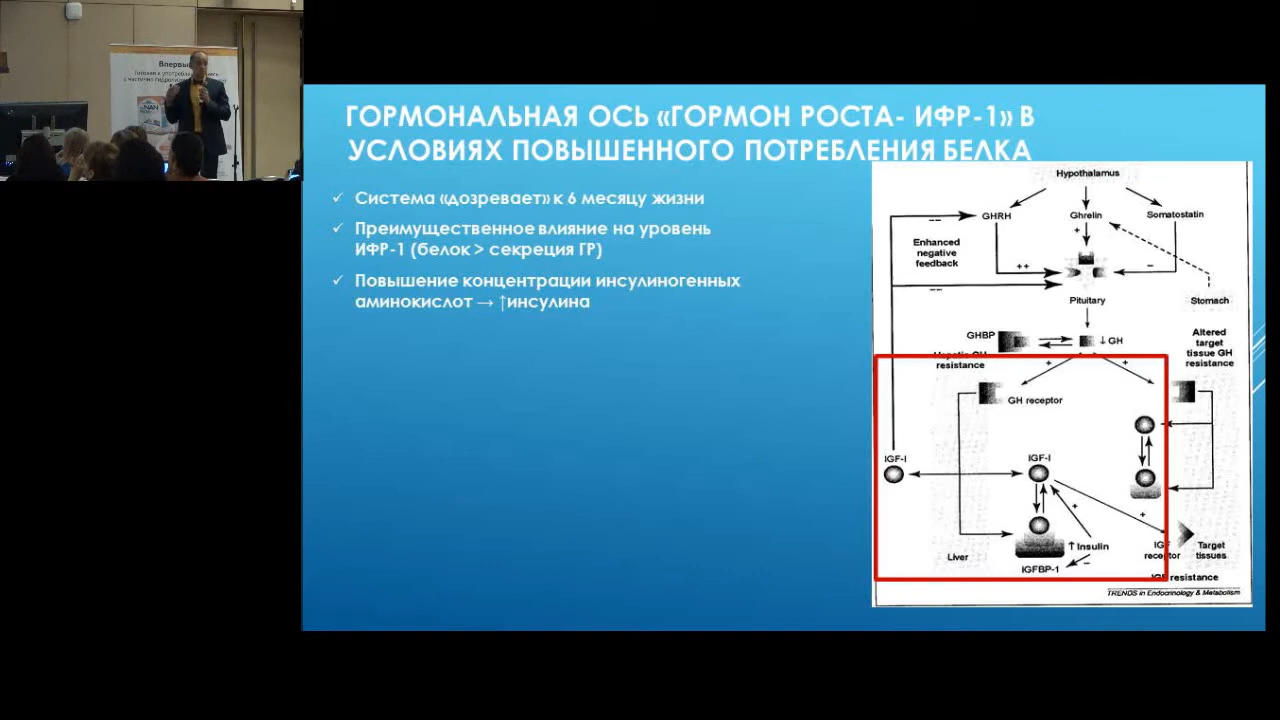 Впервые
NAN
ГОРМОНАЛЬНАЯ ОСЬ «ГОРМОН РОСТА- ИФР-1» В
УСЛОВИЯХ ПОВЫШЕННОГО ПОТРЕБЛЕНИЯ БЕЛКА
Система «дозревает» к 6 месяцу жизни
Преимущественное влияние на уровень
ИФР-1 (белок > секреция ГР)
Повышение концентрации инсулиногенных
аминокислот → ↑инсулина
Hypothalamus
GHRH
Ghrelin
Somatostatin
Enhanced
negative
feedback
Pituitary
Stomach
GHBP
↓GH
Altered
target
tissue GH
resistance
Hepatic GH
resistance
GH receptor
IGF-I
IGF-I
↑Insulin
IGFBP-1
Liver
IGF
receptor
Target
tissues
IGF resistance
TRENDS in Endocrinology & Metabolism